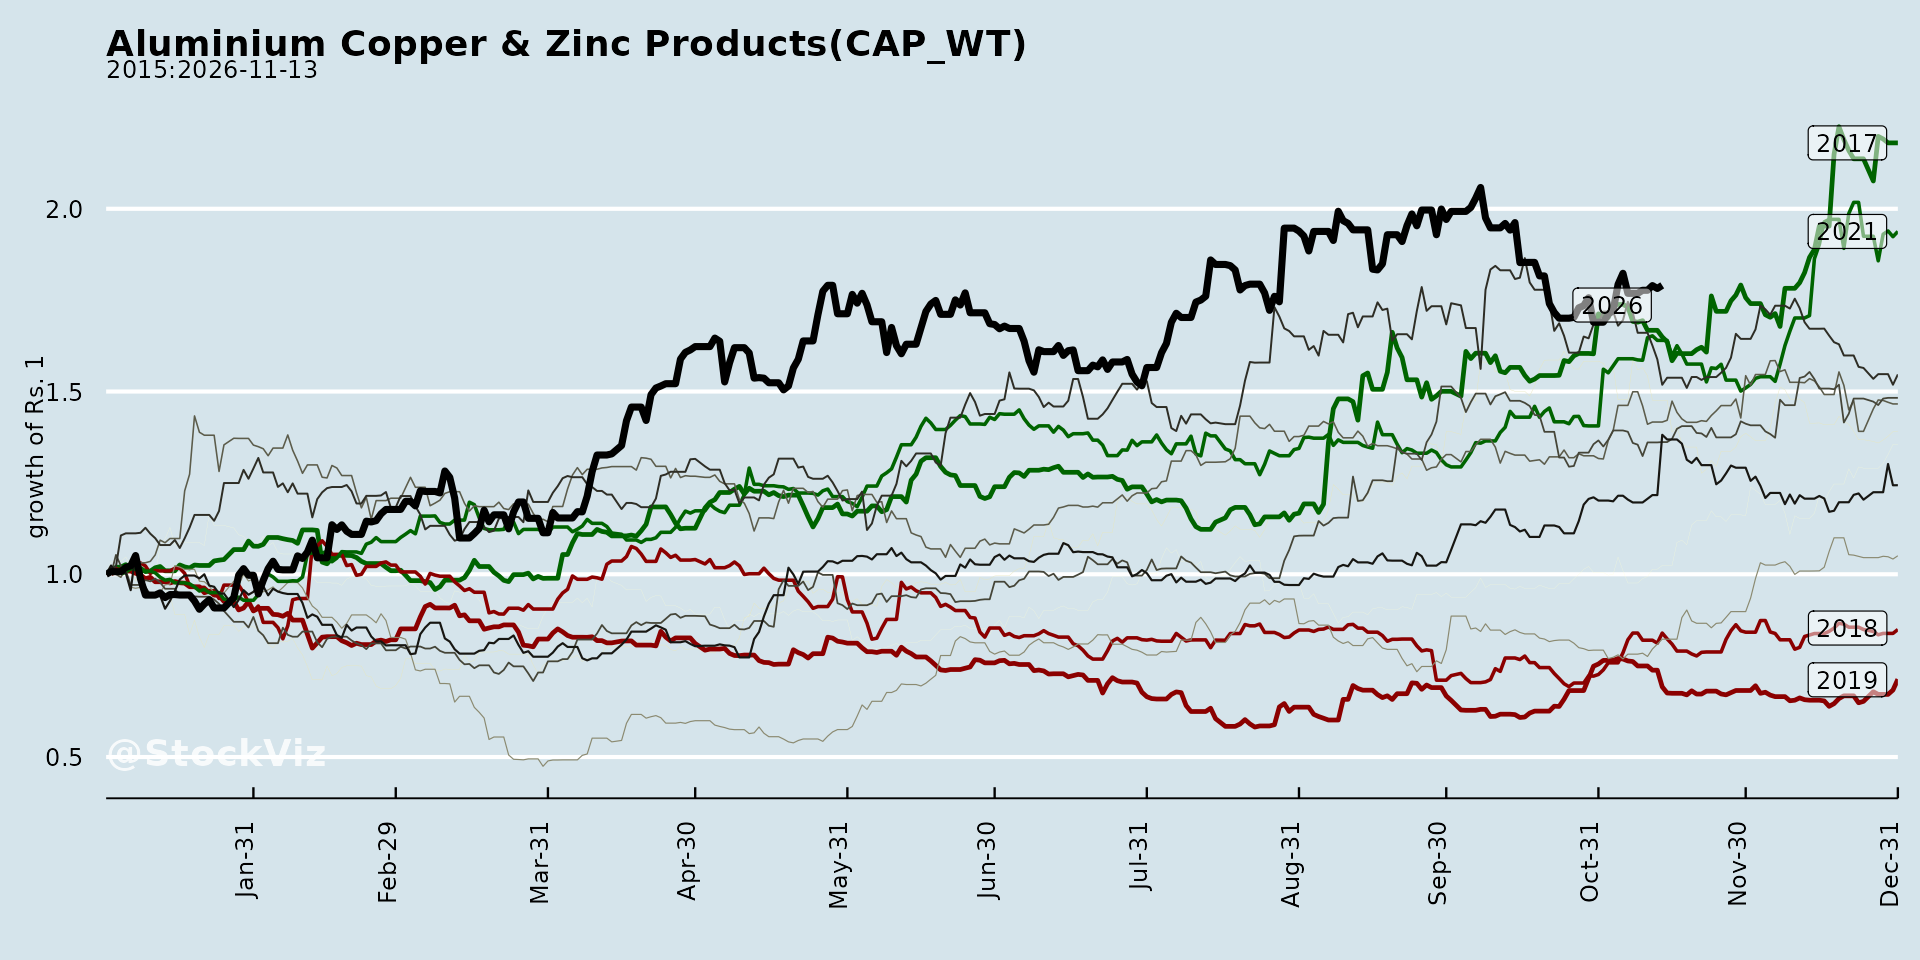 Aluminium Copper & Zinc Products(CAP_WT)
2015:2026-11-13
growth of Rs. 1
2.0
1.5
1.0
0.5
2017
2021
2026
2018
2019
@StockViz
Jan-31
Feb-29
Mar-31
Apr-30
May-31
Jun-30
Jul-31
Aug-31
Sep-30
Oct-31
Nov-30
Dec-31